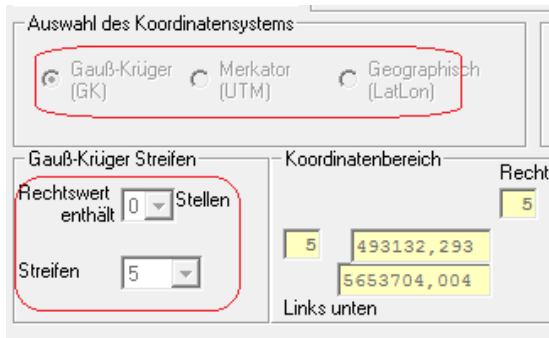 Auswahl des Koordinatensystems
Gauß-Krüger (GK)
Merkator (UTM)
Geographisch (LatLon)
Gauß-Krüger Streifen
Rechtswert enthält 0 Stellen
Streifen 5
Koordinatenbereich
Recht
5
5 493132,293
5653704,004
Links unten